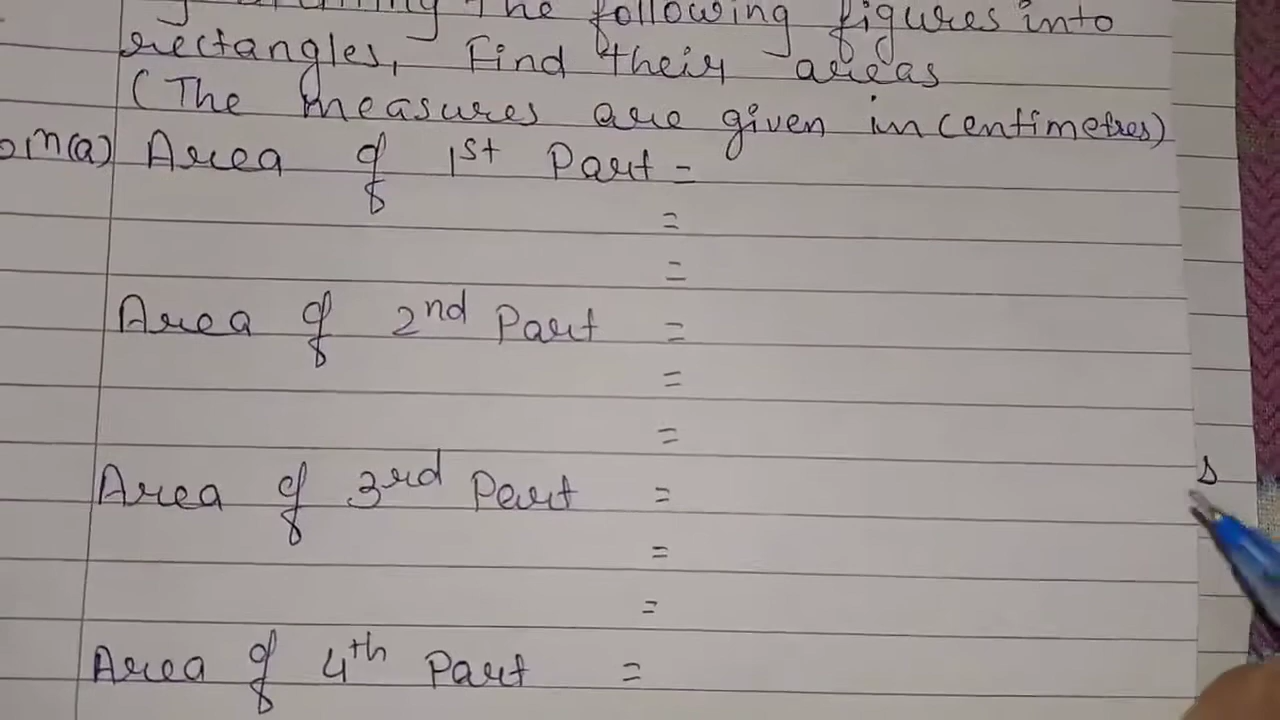 the following figures into
rectangles, Find their areas
(The measures are given in centimetres)
Area of 1st Part =
=
=
Area of 2nd Part =
=
=
Area of 3rd Part =
=
=
Area of 4th Part =